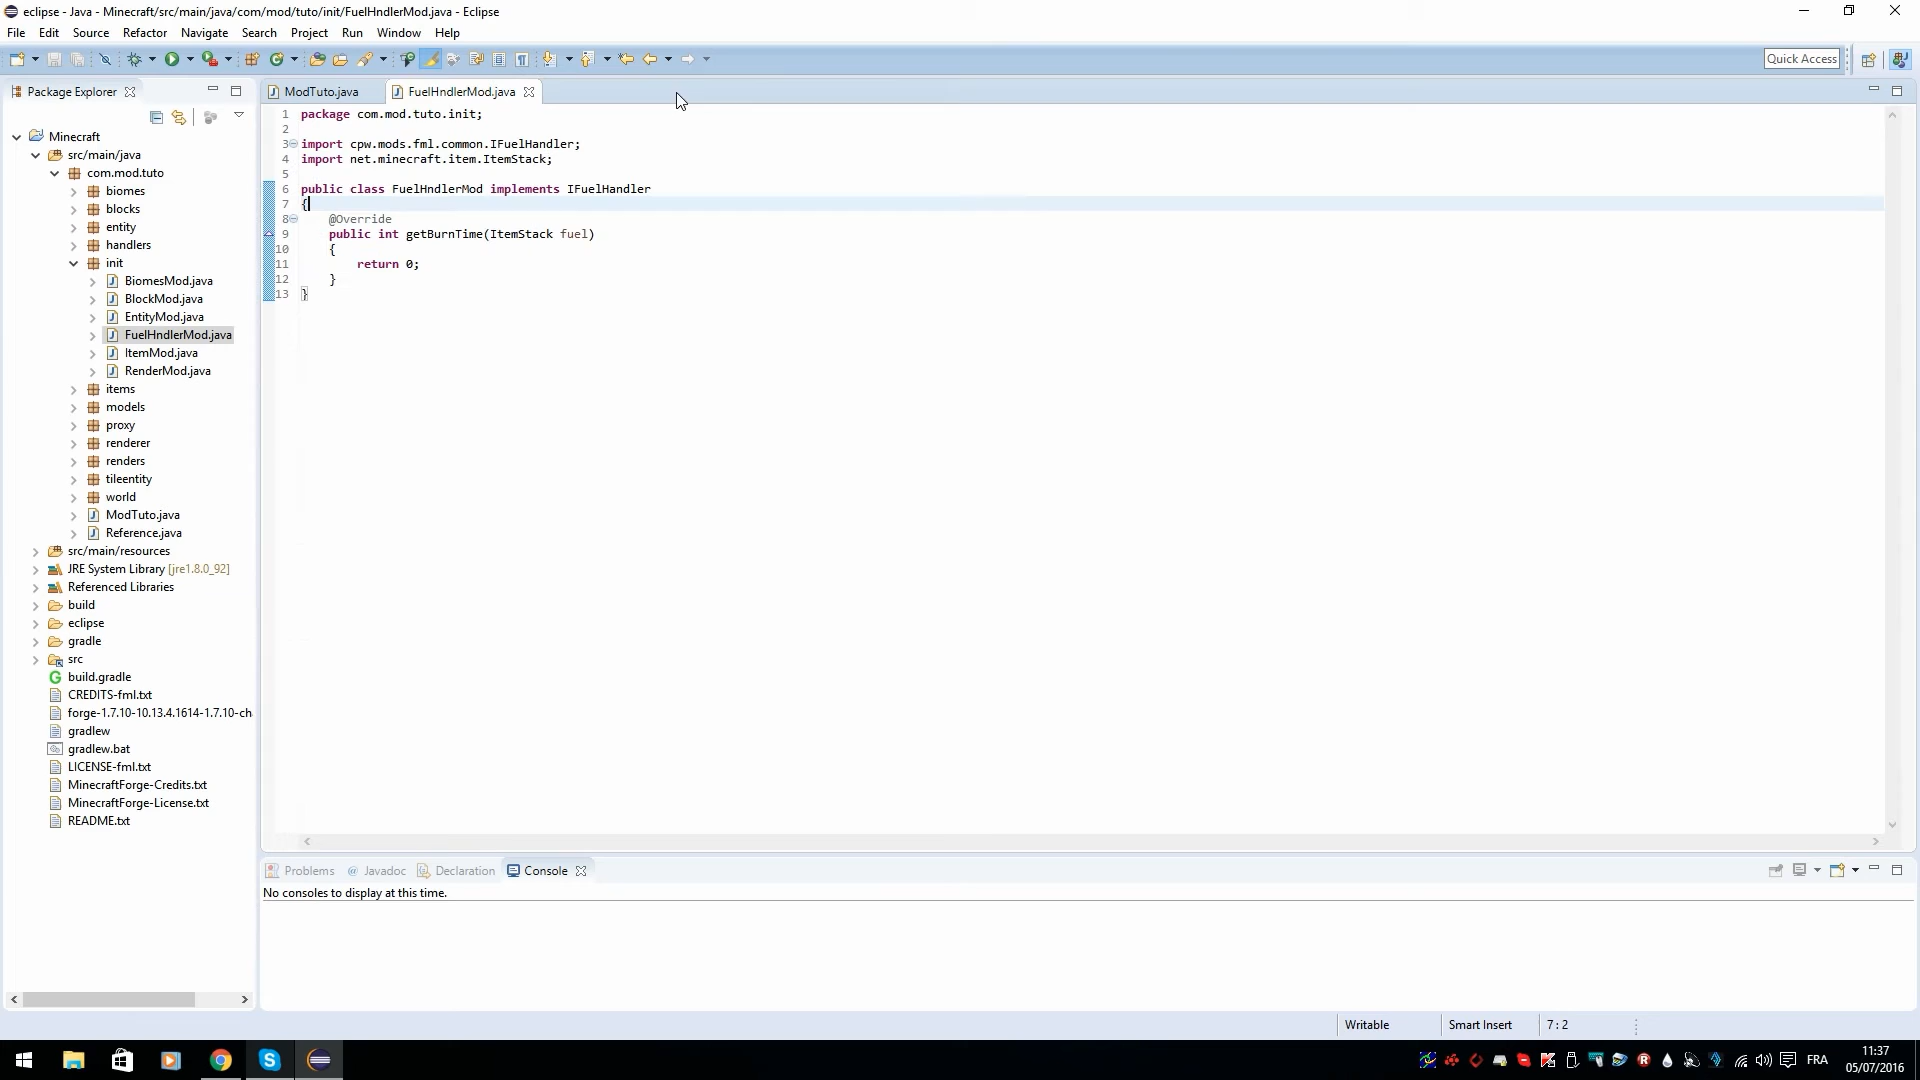 eclipse - Java - Minecraft/src/main/java/com/mod/tuto/init/FuelHndlerMod.java - Eclipse
File Edit Source Refactor Navigate Search Project Run Window Help
Quick Access
Package Explorer
ModTuto.java FuelHndlerMod.java
Minecraft
src/main/java
com.mod.tuto
biomes
blocks
entity
handlers
init
BiomesMod.java
BlockMod.java
EntityMod.java
FuelHndlerMod.java
ItemMod.java
RenderMod.java
items
models
proxy
renderer
renders
tileentity
world
ModTuto.java
Reference.java
src/main/resources
JRE System Library [jre1.8.0_92]
Referenced Libraries
build
eclipse
gradle
src
build.gradle
CREDITS-fml.txt
forge-1.7.10-10.13.4.1614-1.7.10-ch
gradlew
gradlew.bat
LICENSE-fml.txt
MinecraftForge-Credits.txt
MinecraftForge-License.txt
README.txt
1 package com.mod.tuto.init;
2
3 import cpw.mods.fml.common.IFuelHandler;
4 import net.minecraft.item.ItemStack;
5
6 public class FuelHndlerMod implements IFuelHandler
7 {
8 @Override
9 public int getBurnTime(ItemStack fuel)
10 {
11 return 0;
12 }
13 }
Problems @ Javadoc Declaration Console
No consoles to display at this time.
Writable Smart Insert 7 : 2
FRA
11:37
05/07/2016